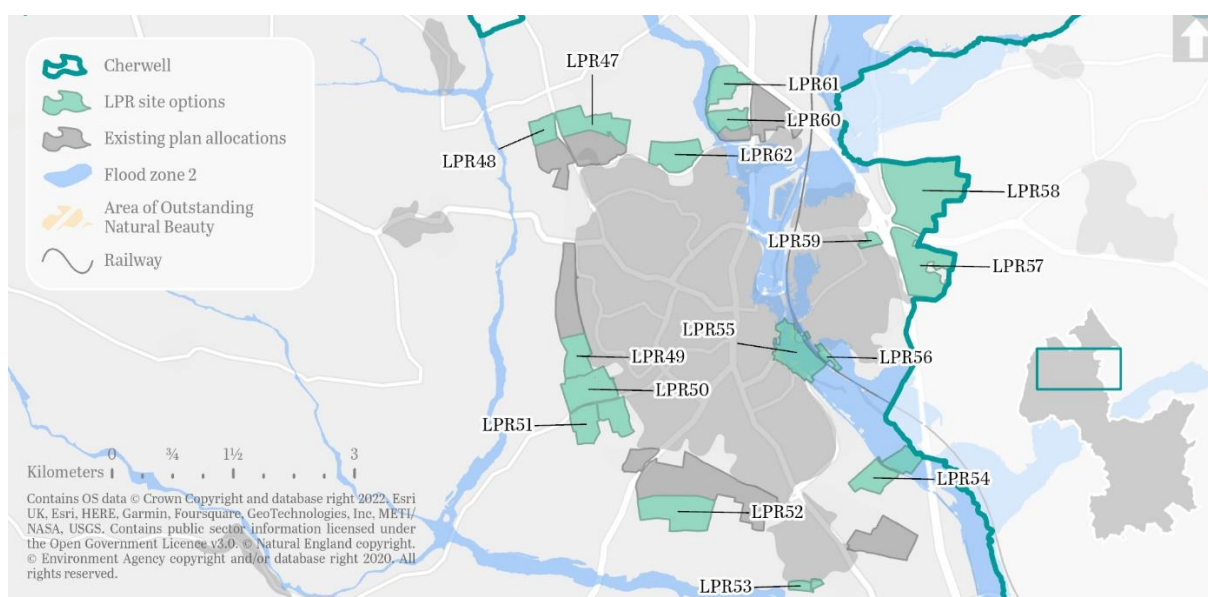 Cherwell
LPR site options
Existing plan allocations
Flood zone 2
Area of Outstanding
Natural Beauty
Railway
LPR47
LPR48
LPR61
LPR60
LPR62
LPR58
LPR59
LPR57
LPR55
LPR56
LPR49
LPR50
LPR51
LPR54
LPR52
LPR53
Kilometers 0 ¾ 1½ 3
Contains OS data © Crown Copyright and database right 2022. Esri
UK, Esri, HERE, Garmin, Foursquare, GeoTechnologies, Inc, METI/
NASA, USGS. Contains public sector information licensed under
the Open Government Licence v3.0. © Natural England copyright.
© Environment Agency copyright and/or database right 2020. All
rights reserved.